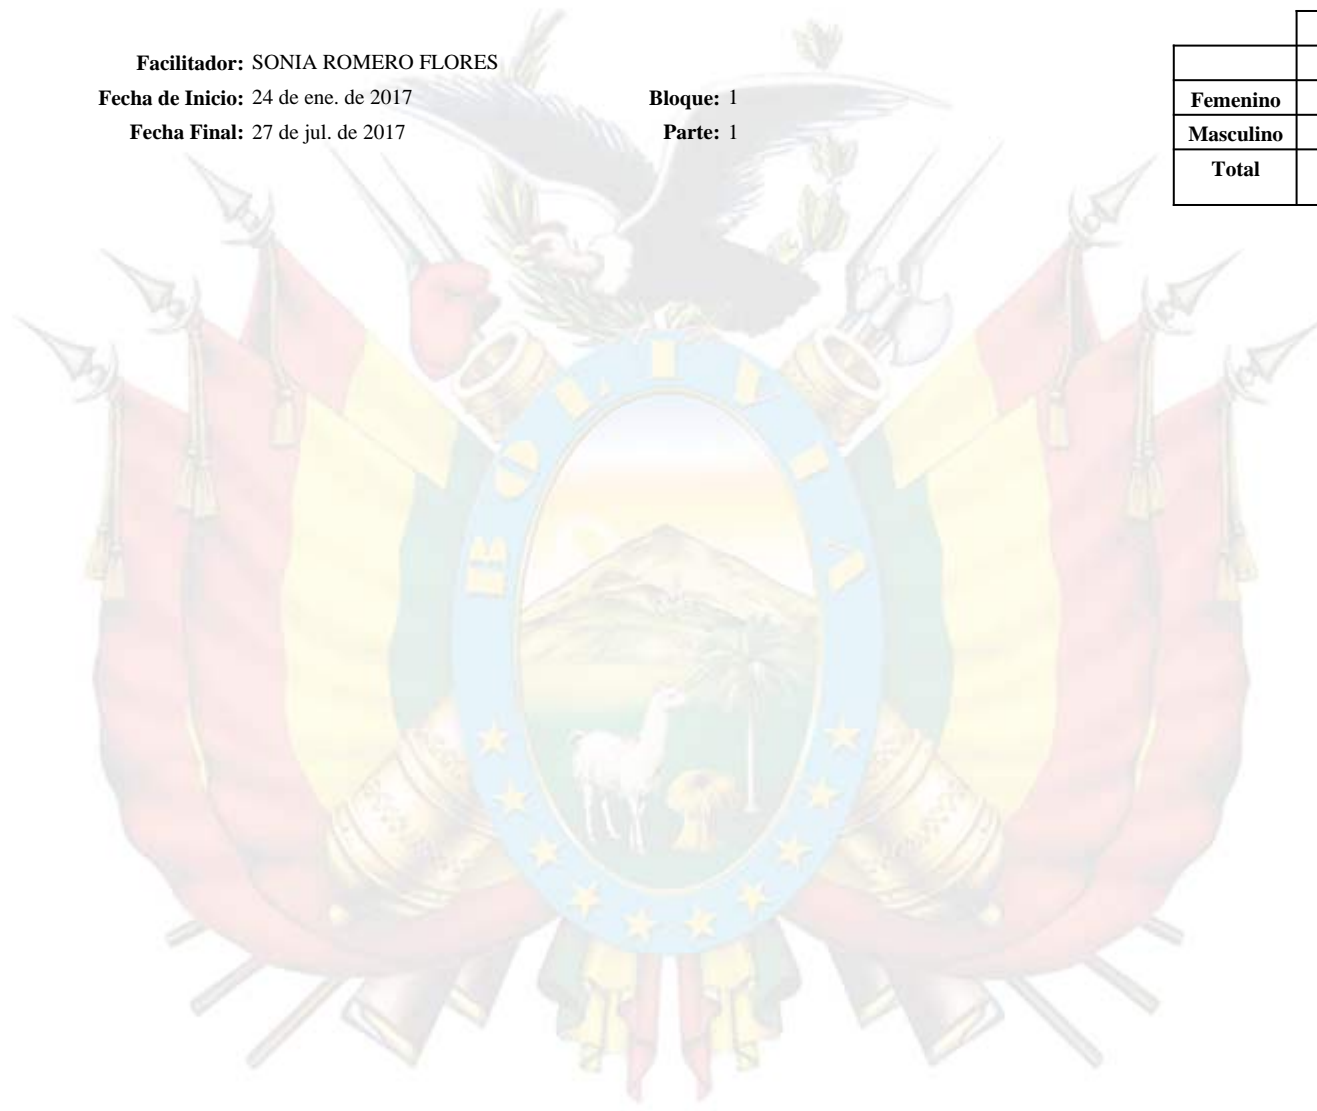 Facilitador: SONIA ROMERO FLORES
Fecha de Inicio: 24 de ene. de 2017 Bloque: 1
Fecha Final: 27 de jul. de 2017 Parte: 1
Femenino
Masculino
Total
BOLIVIA